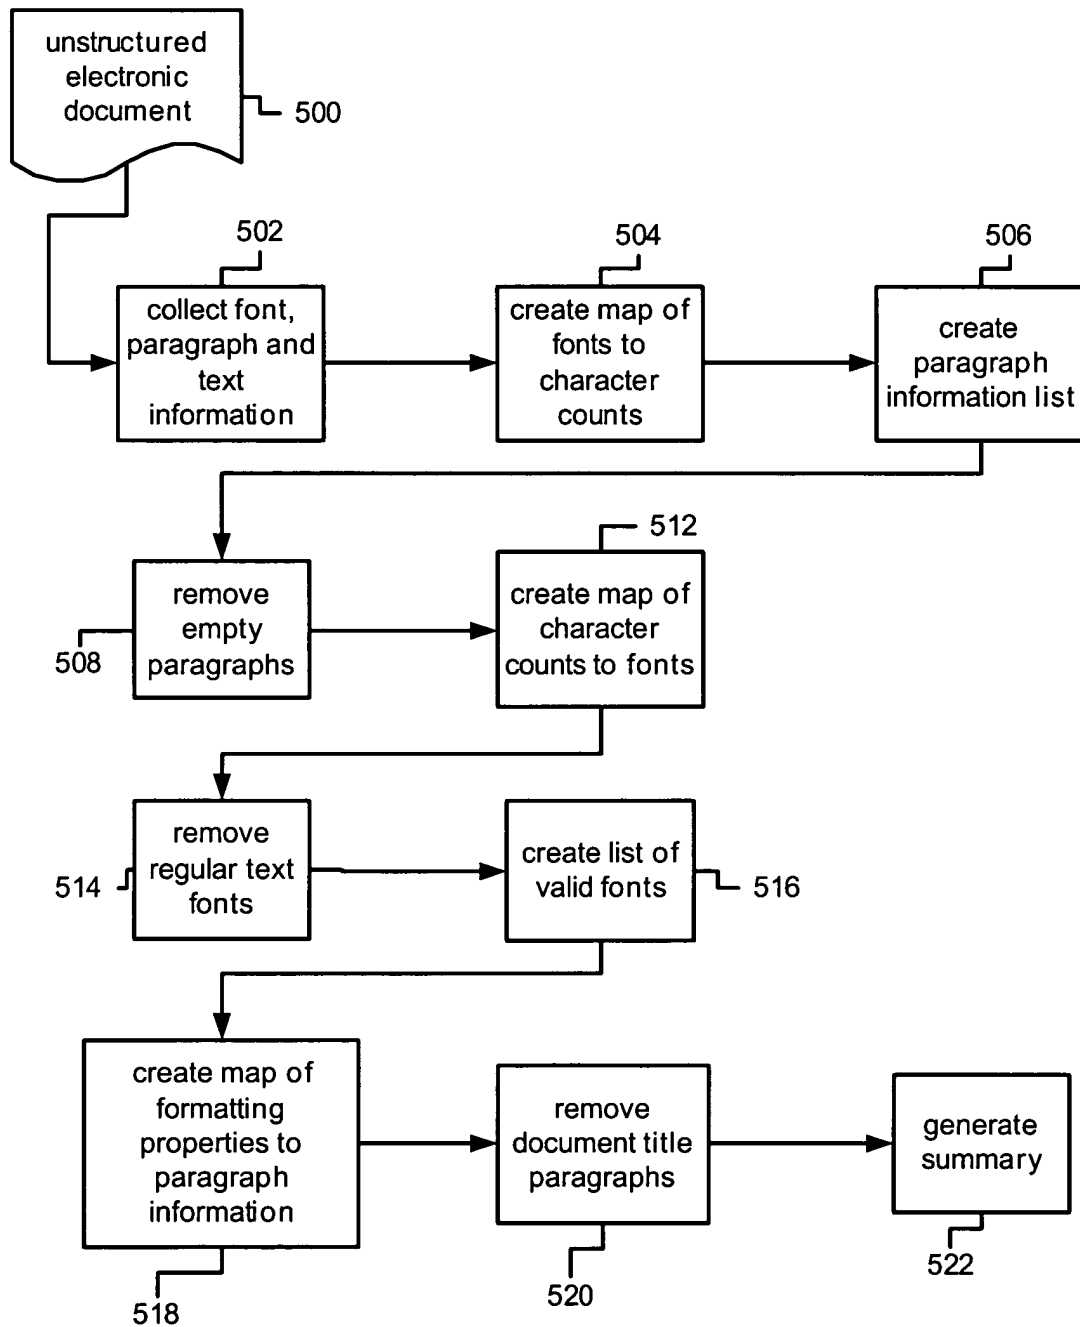 unstructured
electronic
document
500
502
504
506
collect font,
paragraph and
text
information
create map of
fonts to
character
counts
create
paragraph
information list
512
remove
empty
paragraphs
508
create map of
character
counts to fonts
remove
regular text
fonts
514
create list of
valid fonts
516
create map of
formatting
properties to
paragraph
information
518
remove
document title
paragraphs
520
generate
summary
522